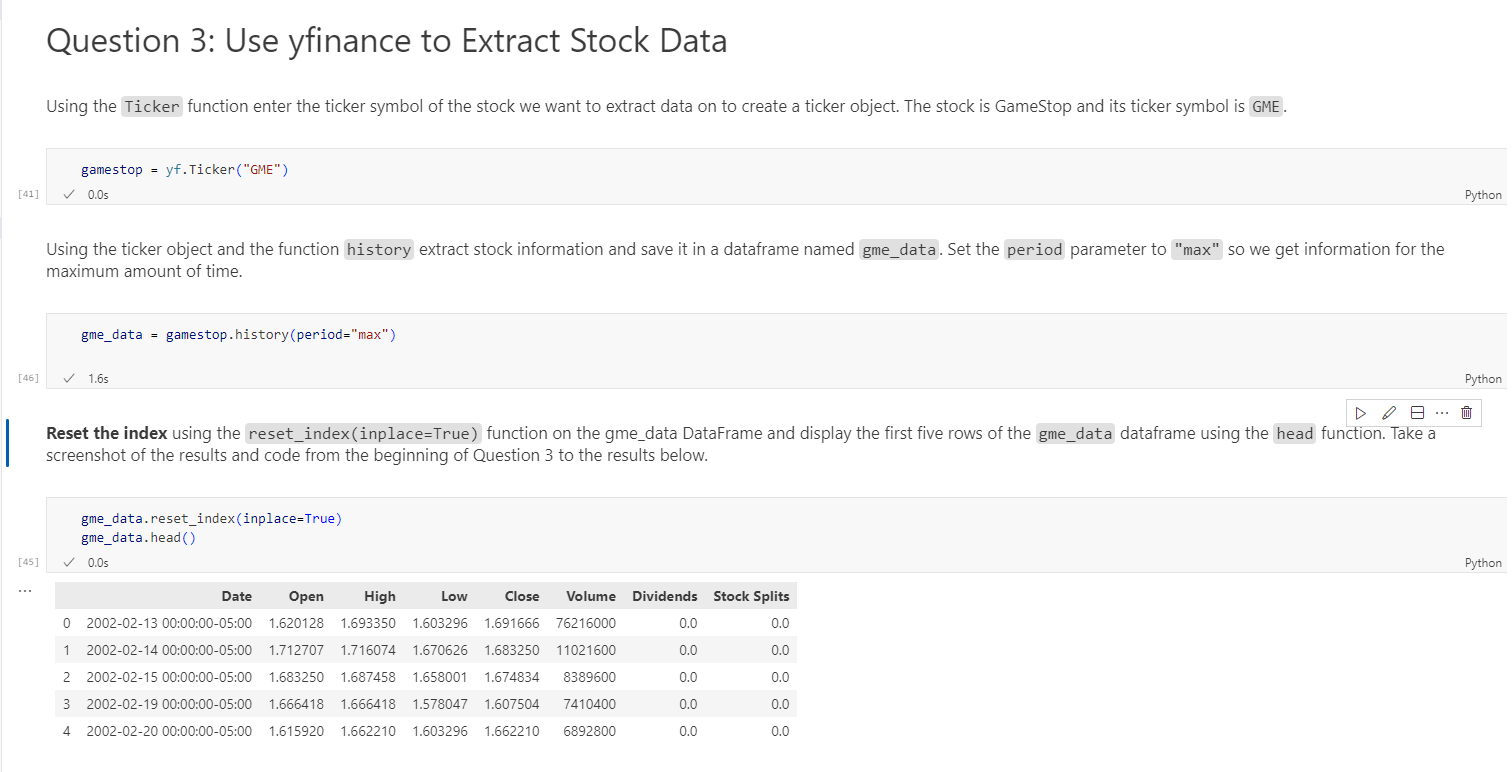 Question 3: Use yfinance to Extract Stock Data
Using the Ticker function enter the ticker symbol of the stock we want to extract data on to create a ticker object. The stock is GameStop and its ticker symbol is GME.
gamestop = yf.Ticker("GME")
[41] ✓ 0.0s Python
Using the ticker object and the function history extract stock information and save it in a dataframe named gme_data. Set the period parameter to "max" so we get information for the
maximum amount of time.
gme_data = gamestop.history(period="max")
[46] ✓ 1.6s Python
Reset the index using the reset_index(inplace=True) function on the gme_data DataFrame and display the first five rows of the gme_data dataframe using the head function. Take a
screenshot of the results and code from the beginning of Question 3 to the results below.
gme_data.reset_index(inplace=True)
gme_data.head()
[45] ✓ 0.0s Python
...
Date Open High Low Close Volume Dividends Stock Splits
0 2002-02-13 00:00:00-05:00 1.620128 1.693350 1.603296 1.691666 76216000 0.0 0.0
1 2002-02-14 00:00:00-05:00 1.712707 1.716074 1.670626 1.683250 11021600 0.0 0.0
2 2002-02-15 00:00:00-05:00 1.683250 1.687458 1.658001 1.674834 8389600 0.0 0.0
3 2002-02-19 00:00:00-05:00 1.666418 1.666418 1.578047 1.607504 7410400 0.0 0.0
4 2002-02-20 00:00:00-05:00 1.615920 1.662210 1.603296 1.662210 6892800 0.0 0.0